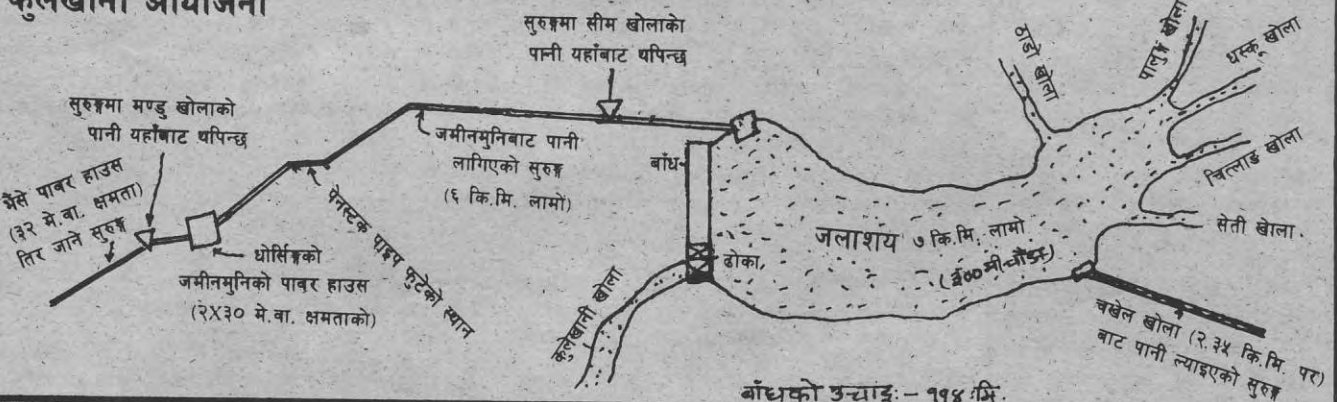 कुलेखानी आयोजना
सुरुङ्गमा सीम खोलाको
पानी यहाँबाट थपिन्छ
सुरुङ्गमा मण्डु खोलाको
पानी यहाँबाट थपिन्छ
भैसे पावर हाउस
(३२ मे.वा. क्षमता)
तिर जाने सुरुङ्ग
जमीनमुनिबाट पानी
लागिएको सुरुङ्ग
(६ कि.मि. लामो)
पेनस्टक पाइप फुटेको स्थान
धोर्सिङ्गको
जमीनमुनिको पावर हाउस
(२X३० मे.वा. क्षमताको)
बाँध
ढोका,
कुलेखानी खोला
जलाशय ७ कि.मि. लामो
ठाडो खोला
पालुङ्ग खोला
धस्कू खोला
चित्लाङ खोला
सेती खोला.
चखेल खोला (२.३५ कि.मि. पर)
बाट पानी ल्याइएको सुरुङ्ग
बाँधको उचाइ:- ११४ मि.